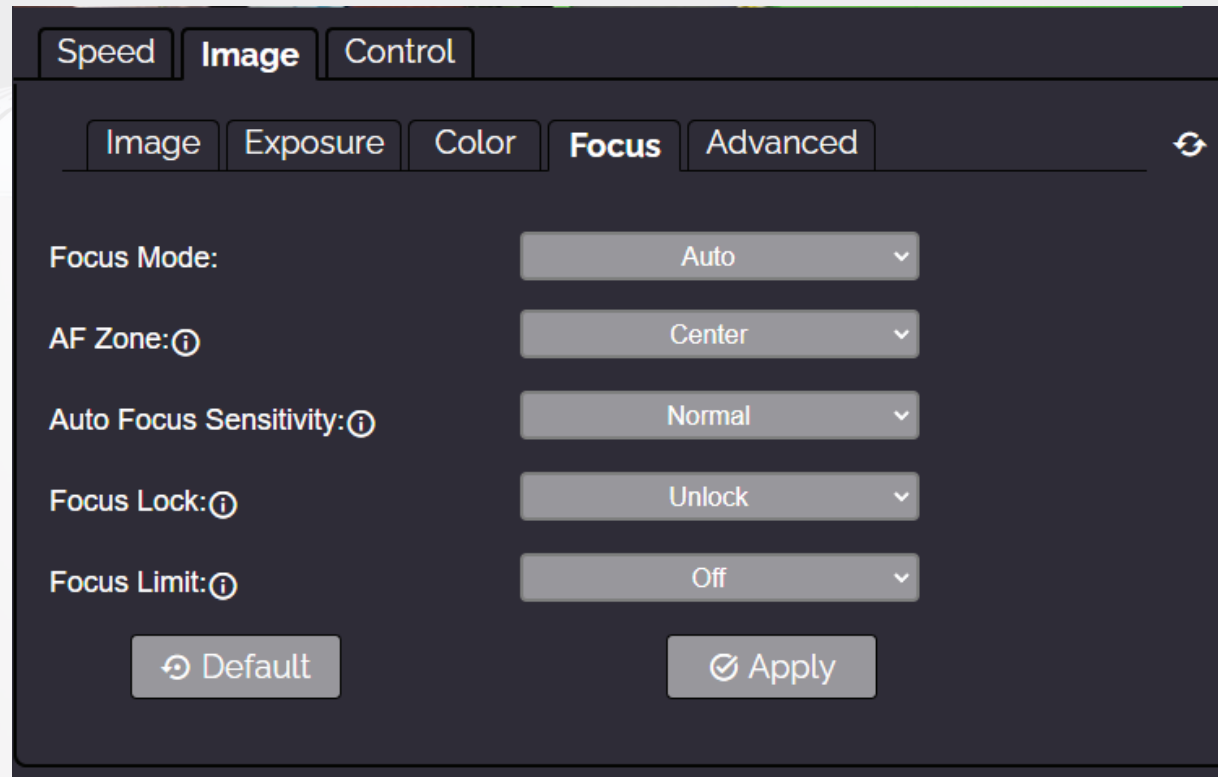 Speed Image Control
Image Exposure Color Focus Advanced
Focus Mode: Auto
AF Zone: Center
Auto Focus Sensitivity: Normal
Focus Lock: Unlock
Focus Limit: Off
Default Apply